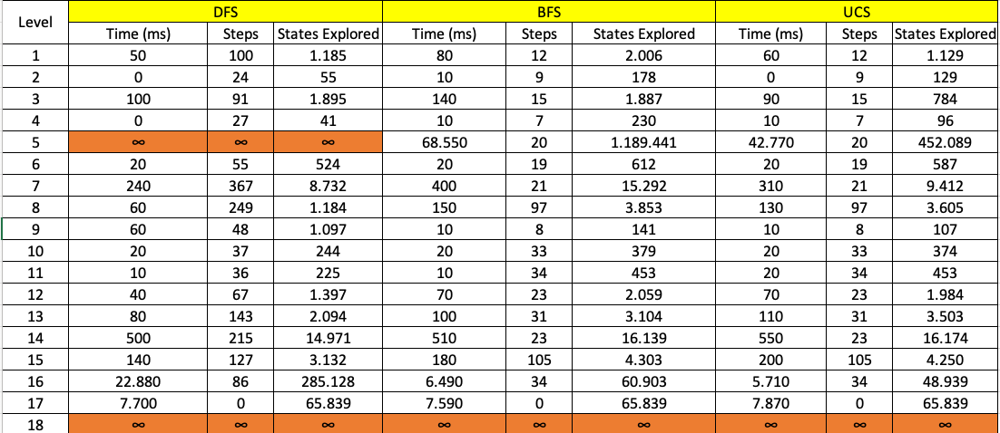 Level DFS BFS UCS
Time (ms) Steps States Explored Time (ms) Steps States Explored Time (ms) Steps States Explored
1 50 100 1.185 80 12 2.006 60 12 1.129
2 0 24 55 10 9 178 0 9 129
3 100 91 1.895 140 15 1.887 90 15 784
4 0 27 41 10 7 230 10 7 96
5 ∞ ∞ ∞ 68.550 20 1.189.441 42.770 20 452.089
6 20 55 524 20 19 612 20 19 587
7 240 367 8.732 400 21 15.292 310 21 9.412
8 60 249 1.184 150 97 3.853 130 97 3.605
9 60 48 1.097 10 8 141 10 8 107
10 20 37 244 20 33 379 20 33 374
11 10 36 225 10 34 453 20 34 453
12 40 67 1.397 70 23 2.059 70 23 1.984
13 80 143 2.094 100 31 3.104 110 31 3.503
14 500 215 14.971 510 23 16.139 550 23 16.174
15 140 127 3.132 180 105 4.303 200 105 4.250
16 22.880 86 285.128 6.490 34 60.903 5.710 34 48.939
17 7.700 0 65.839 7.590 0 65.839 7.870 0 65.839
18 ∞ ∞ ∞ ∞ ∞ ∞ ∞ ∞ ∞